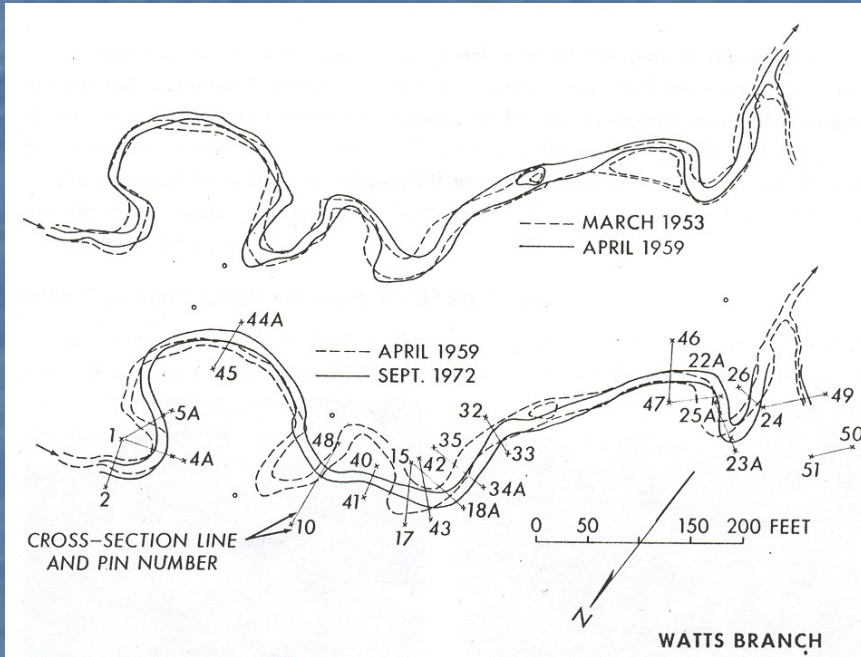 MARCH 1953
APRIL 1959
44A
46
APRIL 1959
45
SEPT. 1972
22A
26
49
5A
32
47
25A
24
1
48
35
50
40
15
42
33
4A
23A
51
2
41
34A
18A
10
17
43
0 50 100 150 200 FEET
CROSS-SECTION LINE
AND PIN NUMBER
N
WATTS BRANCH